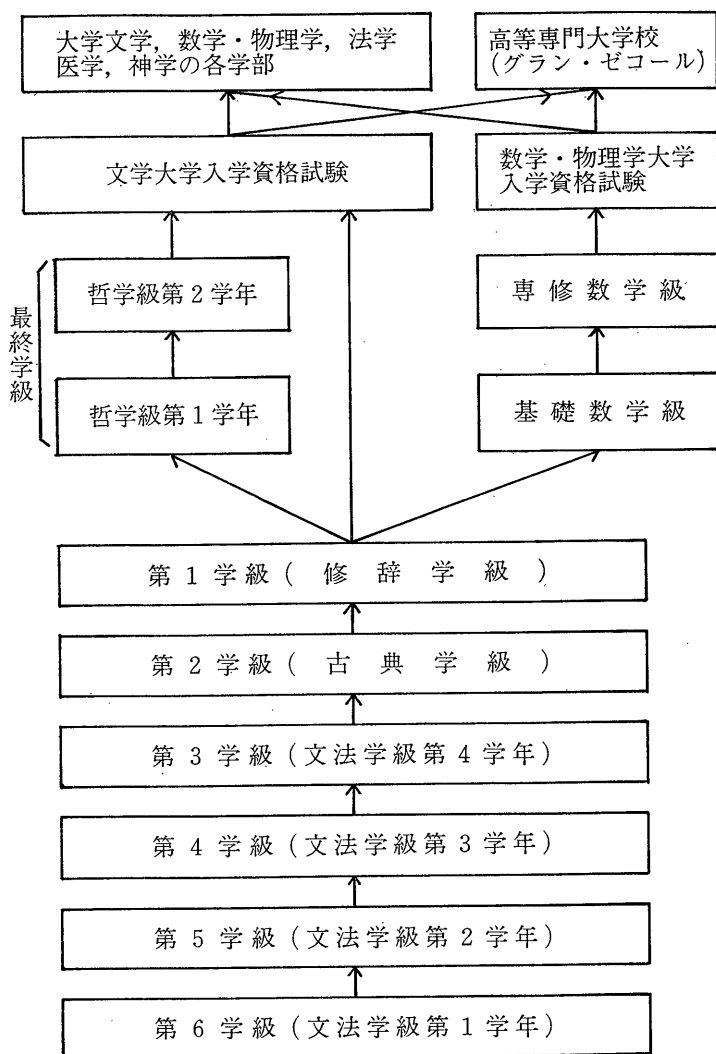 大学文学，数学・物理学，法学
医学，神学の各学部
高等専門大学校
(グラン・ゼコール)
文学大学入学資格試験
数学・物理学大学
入学資格試験
最終学級
哲学級第２学年
専修数学級
哲学級第１学年
基礎数学級
第１学級(修辞学級)
第２学級(古典学級)
第３学級(文法学級第４学年)
第４学級(文法学級第３学年)
第５学級(文法学級第２学年)
第６学級(文法学級第１学年)